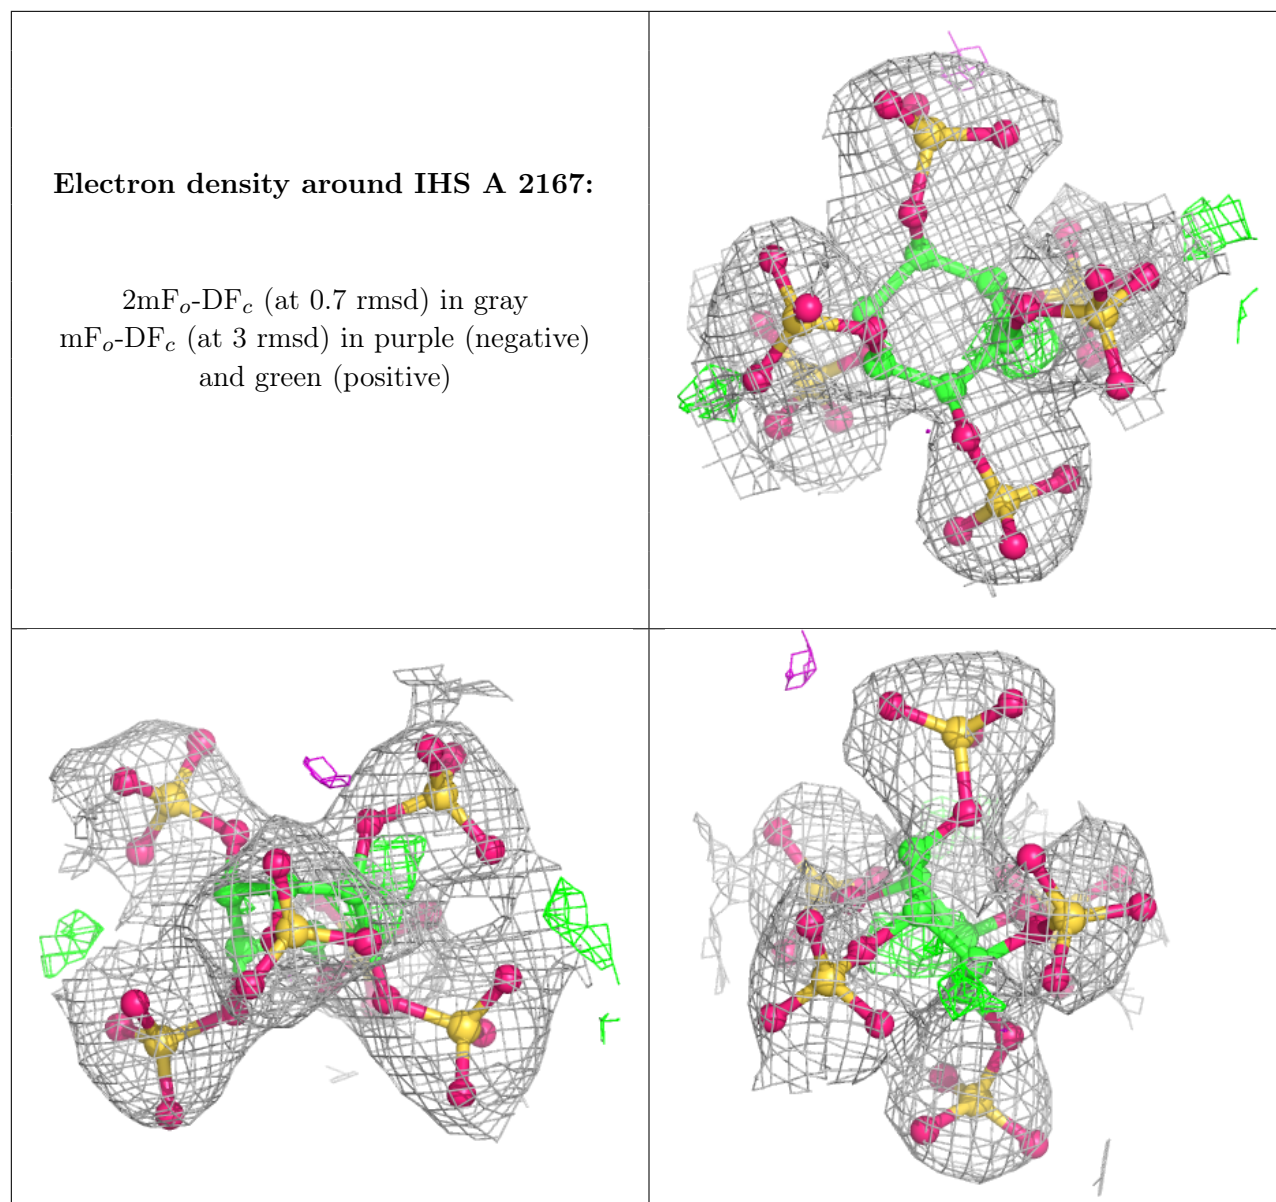 Electron density around IHS A 2167:
2mFo-DFc (at 0.7 rmsd) in gray
mFo-DFc (at 3 rmsd) in purple (negative)
and green (positive)